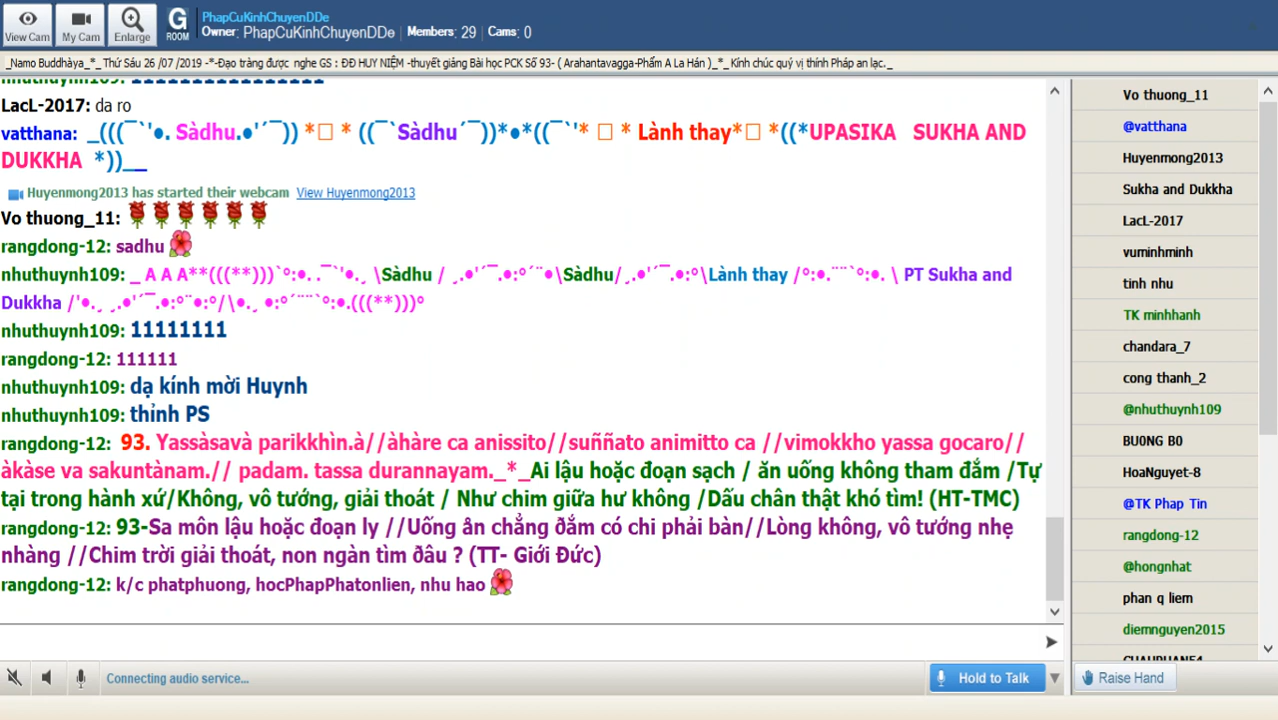 View Cam
My Cam
Enlarge
G
ROOM
PhapCuKinhChuyenDDe
Owner: PhapCuKinhChuyenDDe Members: 29 Cams: 0
_Namo Buddhàya_*_ Thứ Sáu 26 /07 /2019 -*-Đạo tràng được nghe GS : ĐĐ HUY NIỆM -thuyết giảng Bài học PCK Số 93- ( Arahantavagga-Phẩm A La Hán )_*_Kính chúc quý vị thính Pháp an lạc._
nhuthuynh109: 1111111111111111
LacL-2017: da ro
vatthana: _(((¯`'●. Sàdhu.●'´¯)) *□ * ((¯`Sàdhu´¯))*●*((¯`'* □ * Lành thay*□ *((*UPASIKA SUKHA AND
DUKKHA *))__
Huyenmong2013 has started their webcam View Huyenmong2013
Vo thuong_11:
rangdong-12: sadhu
nhuthuynh109: _ A A A**(((**)))`°:●. .¯`'●.¸ \Sàdhu / ¸.●'´¯.●:°´¨●\Sàdhu/¸.●'´¯.●:°\Lành thay /°:●.¨¨`°:●. \ PT Sukha and
Dukkha /'●.¸ ¸.●'´¯.●:°¨●:°/\●.¸ ●:°´¨¨`°:●.(((**)))°
nhuthuynh109: 11111111
rangdong-12: 111111
nhuthuynh109: dạ kính mời Huynh
nhuthuynh109: thỉnh PS
rangdong-12: 93. Yassàsavà parikkhìn.à//àhàre ca anissito//suññato animitto ca //vimokkho yassa gocaro//
àkàse va sakuntànam.// padam. tassa durannayam._*_Ai lậu hoặc đoạn sạch / ăn uống không tham đắm /Tự
tại trong hành xứ/Không, vô tướng, giải thoát / Như chim giữa hư không /Dấu chân thật khó tìm! (HT-TMC)
rangdong-12: 93-Sa môn lậu hoặc đoạn ly //Uống ăn chẳng đắm có chi phải bàn//Lòng không, vô tướng nhẹ
nhàng //Chim trời giải thoát, non ngàn tìm đâu ? (TT- Giới Đức)
rangdong-12: k/c phatphuong, hocPhapPhatonlien, nhu hao
Connecting audio service...
Hold to Talk
Vo thuong_11
@vatthana
Huyenmong2013
Sukha and Dukkha
LacL-2017
vuminhminh
tinh nhu
TK minhhanh
chandara_7
cong thanh_2
@nhuthuynh109
BU0NG B0
HoaNguyet-8
@TK Phap Tin
rangdong-12
@hongnhat
phan q liem
diemnguyen2015
Raise Hand